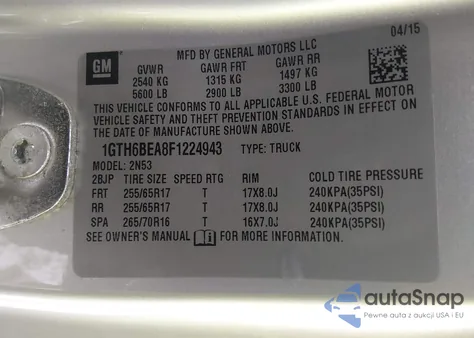 04/15
MFD BY GENERAL MOTORS LLC
GM
GVWR GAWR FRT GAWR RR
2540 KG 1315 KG 1497 KG
5600 LB 2900 LB 3300 LB
THIS VEHICLE CONFORMS TO ALL APPLICABLE U.S. FEDERAL MOTOR
VEHICLE SAFETY AND THEFT PREVENTION STANDARDS IN EFFECT ON
THE DATE OF MANUFACTURE SHOWN ABOVE.
1GTH6BEA8F1224943 TYPE: TRUCK
MODEL: 2N53
2BJP TIRE SIZE SPEED RTG RIM COLD TIRE PRESSURE
FRT 255/65R17 T 17X8.0J 240KPA(35PSI)
RR 255/65R17 T 17X8.0J 240KPA(35PSI)
SPA 265/70R16 T 16X7.0J 240KPA(35PSI)
SEE OWNER'S MANUAL FOR MORE INFORMATION.
autoSnap
Pewne auta z aukcji USA i EU